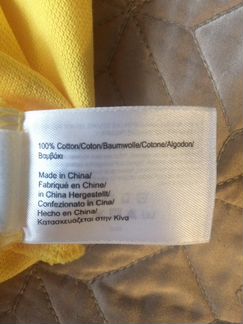 100% Cotton/Coton/Baumwolle/Cotone/Algodon/
Βαμβάκι
Made in China/
Fabriqué en Chine/
in China Hergestellt/
Confezionato in Cina/
Hecho en China/
Κατασκευάζεται στην Κίνα